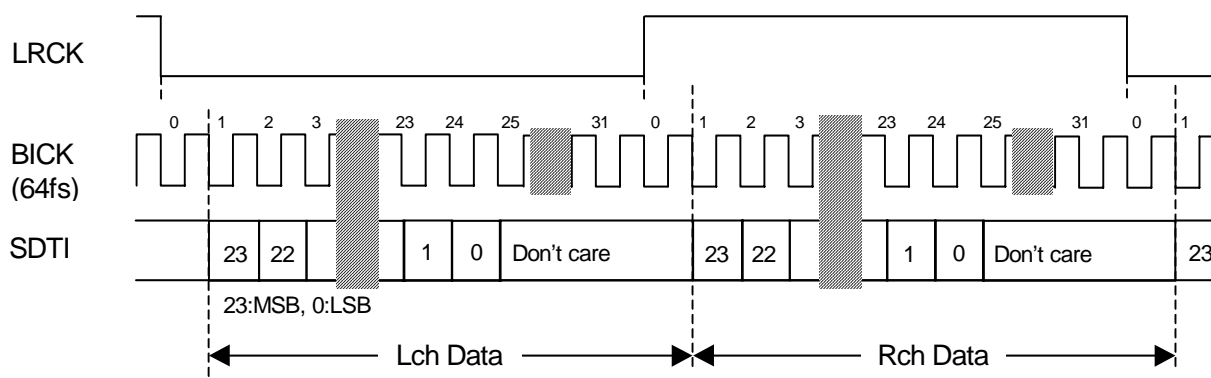 LRCK
0 1 2 3 23 24 25 31 0 1 2 3 23 24 25 31 0 1
BICK
(64fs)
SDTI
23 22 1 0 Don't care 23 22 1 0 Don't care 23
23:MSB, 0:LSB
Lch Data Rch Data